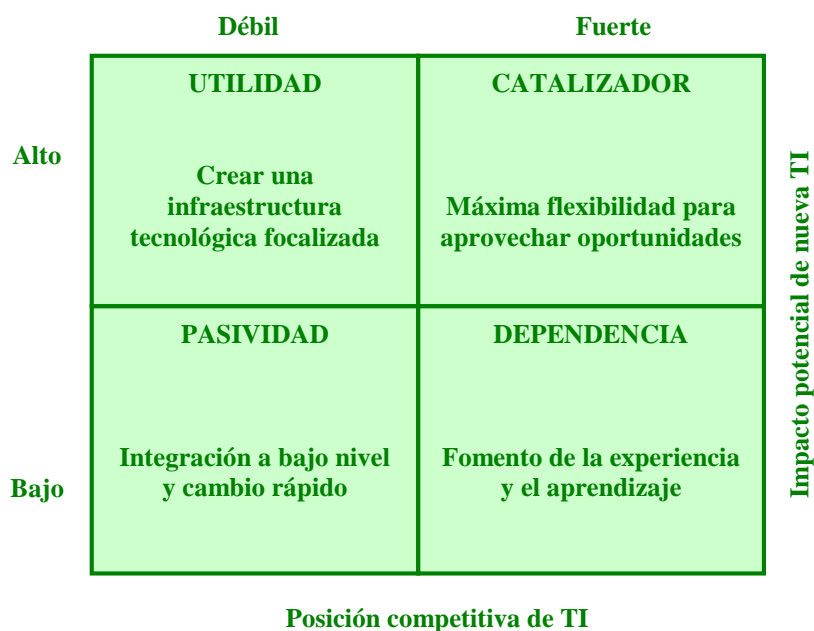 Débil
Fuerte
UTILIDAD
CATALIZADOR
Alto
Crear una
infraestructura
tecnológica focalizada
Máxima flexibilidad para
aprovechar oportunidades
PASIVIDAD
DEPENDENCIA
Bajo
Integración a bajo nivel
y cambio rápido
Fomento de la experiencia
y el aprendizaje
Impacto potencial de nueva TI
Posición competitiva de TI